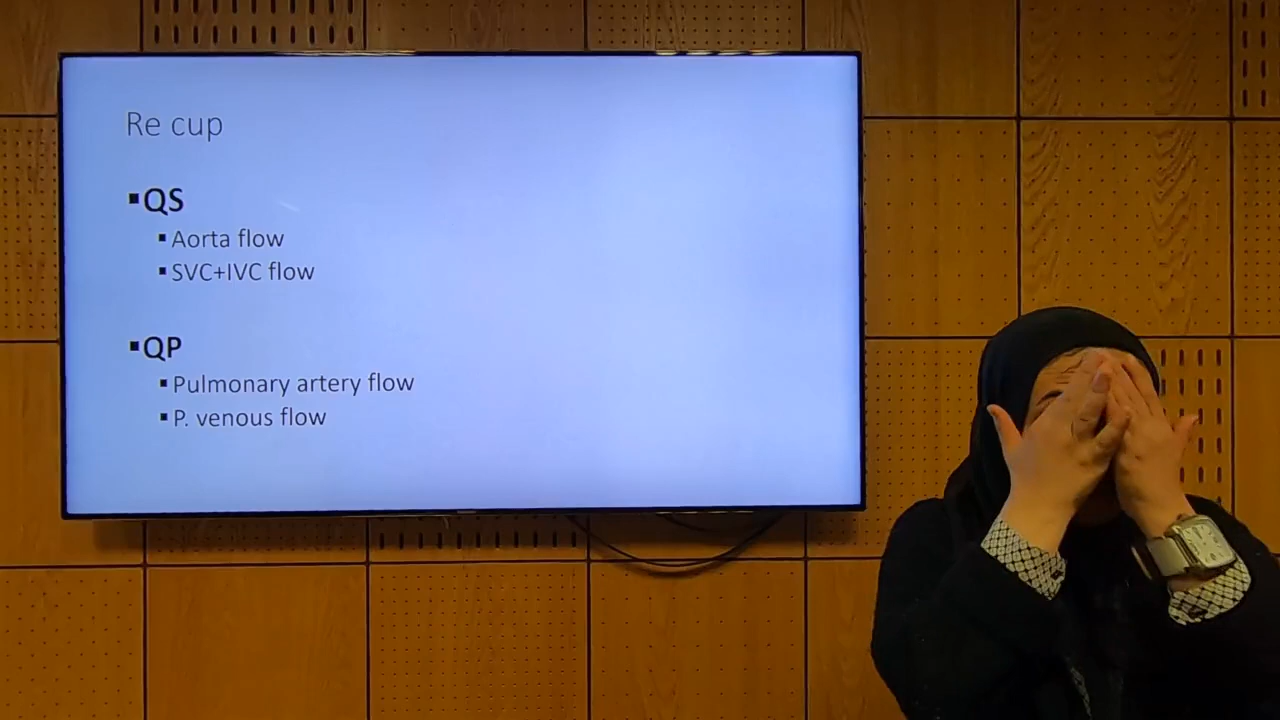 Re cup
▪QS
▪Aorta flow
▪SVC+IVC flow
▪QP
▪Pulmonary artery flow
▪P. venous flow